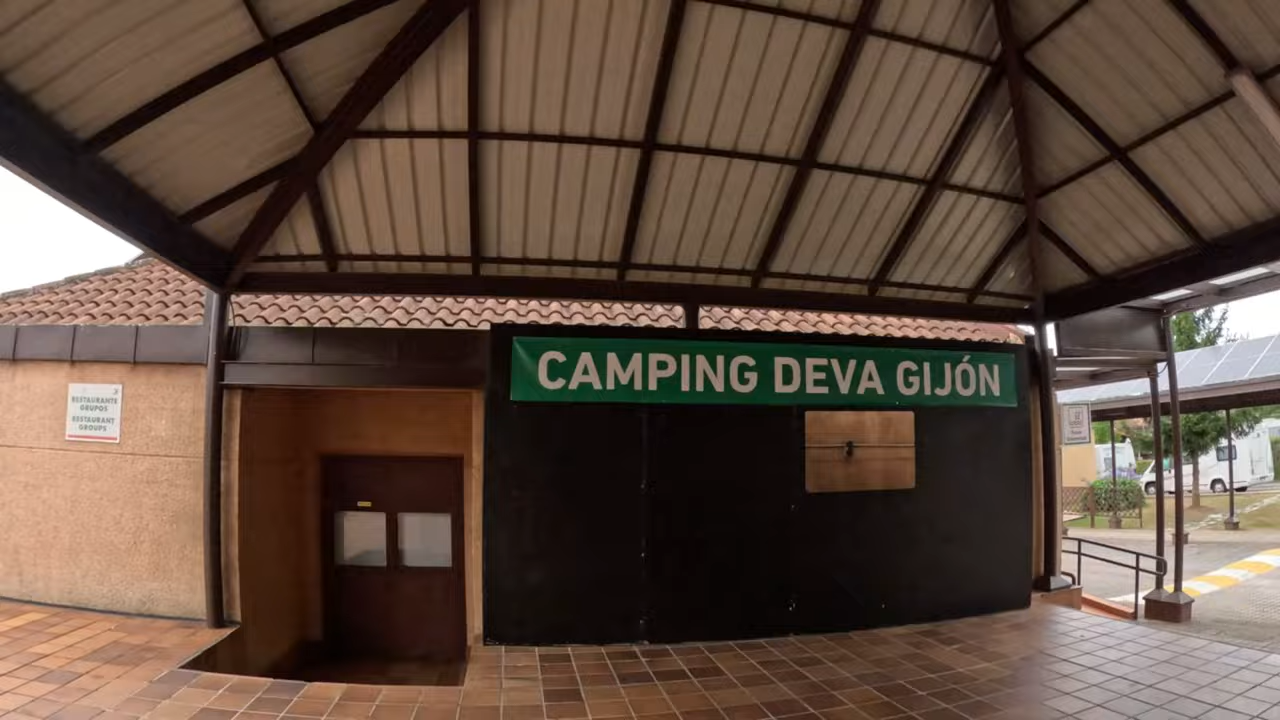 RESTAURANTE
GRUPOS
RESTAURANT
GROUPS
CAMPING DEVA GIJÓN